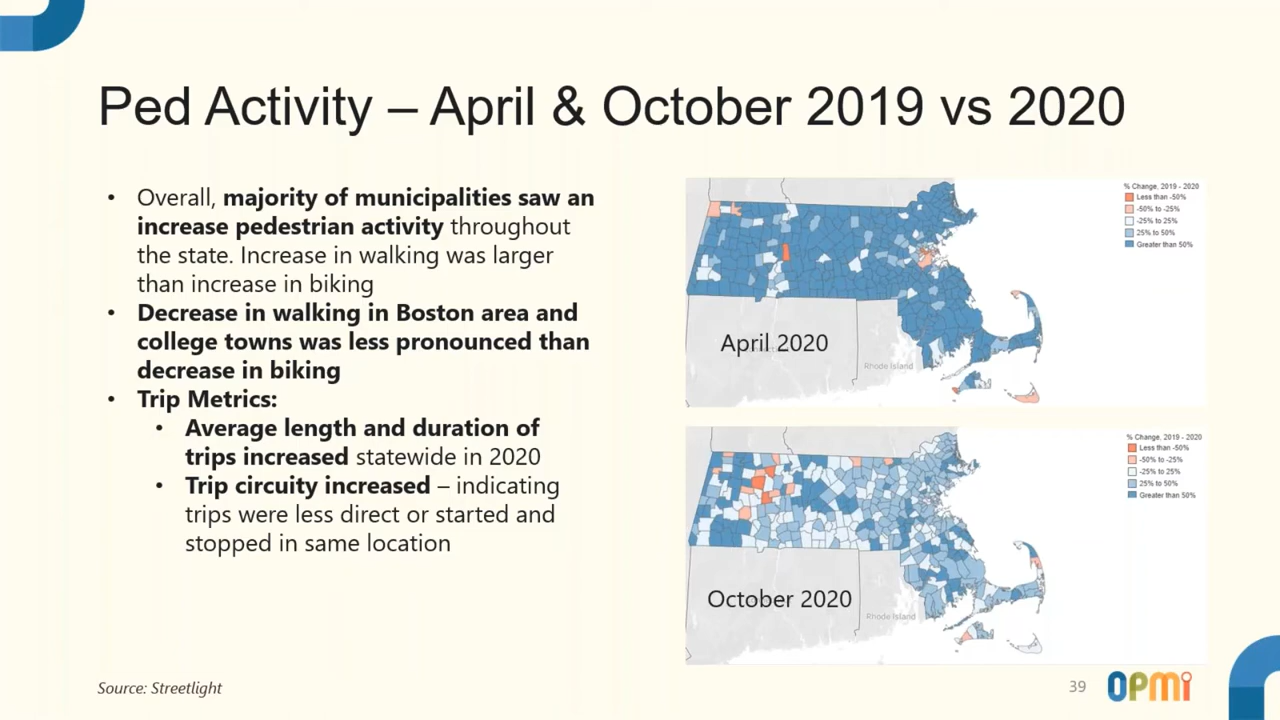 Ped Activity – April & October 2019 vs 2020
• Overall, majority of municipalities saw an
increase pedestrian activity throughout
the state. Increase in walking was larger
than increase in biking
• Decrease in walking in Boston area and
college towns was less pronounced than
decrease in biking
• Trip Metrics:
• Average length and duration of
trips increased statewide in 2020
• Trip circuity increased – indicating
trips were less direct or started and
stopped in same location
% Change, 2019 - 2020
Less than -50%
-50% to -25%
-25% to 25%
25% to 50%
Greater than 50%
April 2020
Rhode Island
% Change, 2019 - 2020
Less than -50%
-50% to -25%
-25% to 25%
25% to 50%
Greater than 50%
October 2020
Rhode Island
Source: Streetlight
39
OPMi